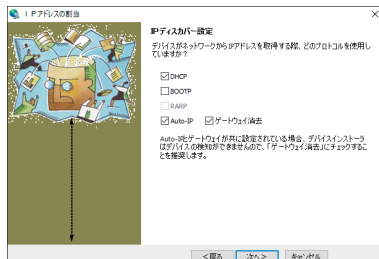 IPアドレスの割当
IPディスカバー設定
デバイスがネットワークからIPアドレスを取得する際、どのプロトコルを使用し
ていますか？
DHCP
BOOTP
RARP
Auto-IP ゲートウェイ消去
Auto-IPとゲートウェイが共に設定されている場合、デバイスインストーラ
はデバイスの検知ができませんので、「ゲートウェイ消去」にチェックするこ
とを推奨します。
<戻る 次へ> キャンセル